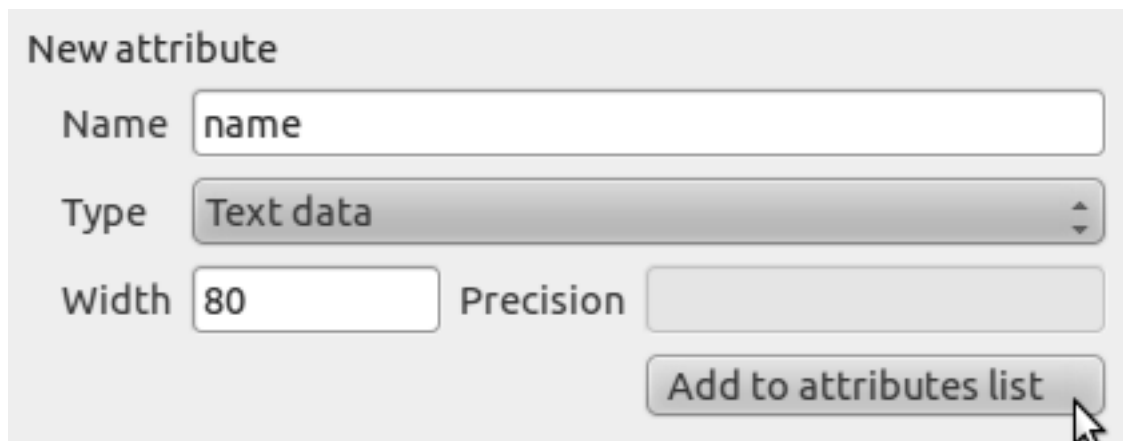 New attribute
Name name
Type Text data
Width 80 Precision
Add to attributes list